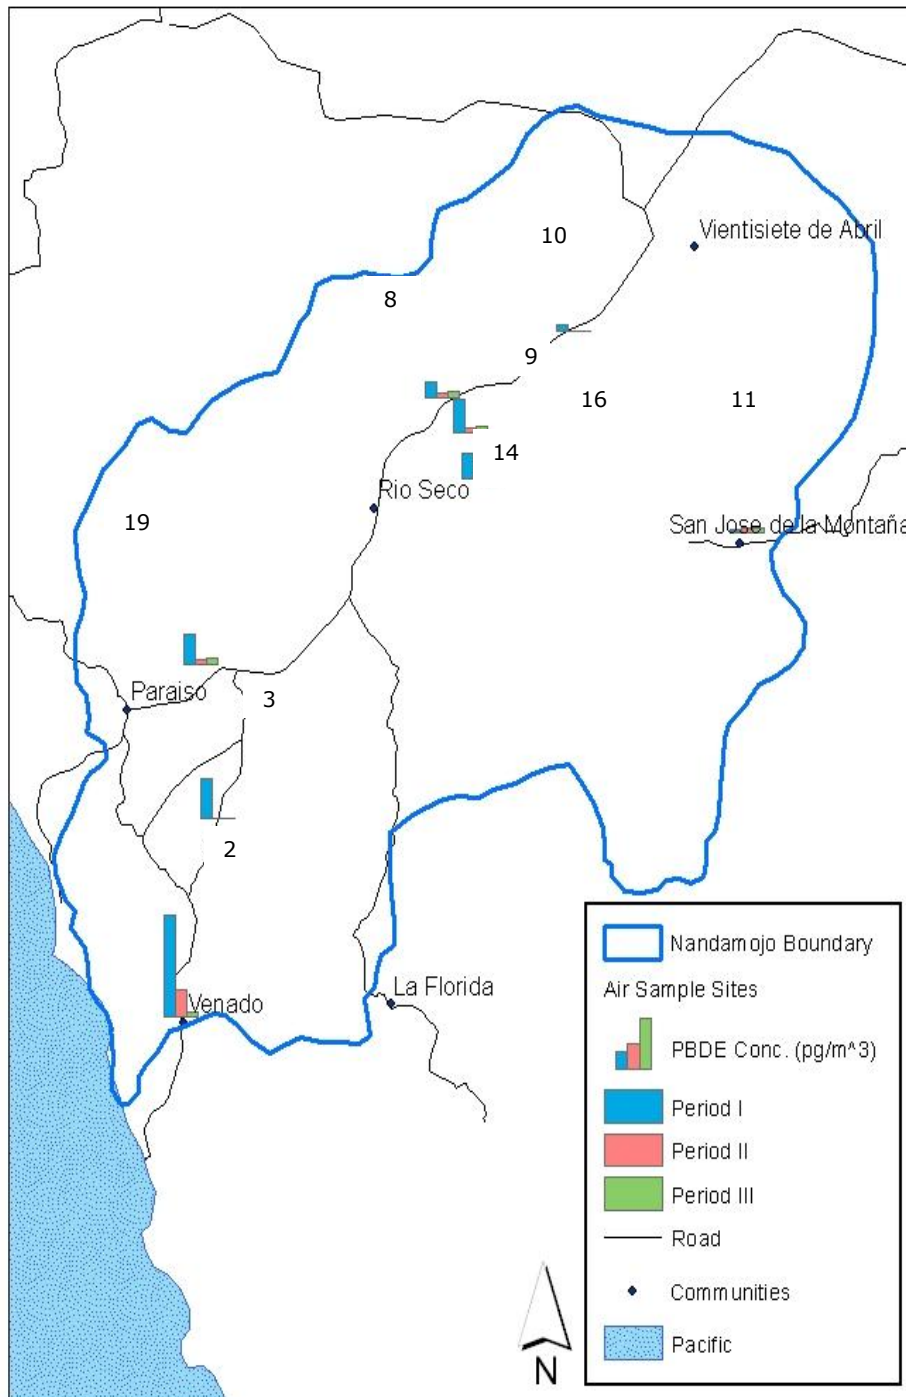 10
Vientisiete de Abril
8
9
16
11
14
Rio Seco
19
San Jose de la Montaña
Paraiso
3
2
Venado
La Florida
Nandamojo Boundary
Air Sample Sites
PBDE Conc. (pg/m^3)
Period I
Period II
Period III
Road
Communities
Pacific
N